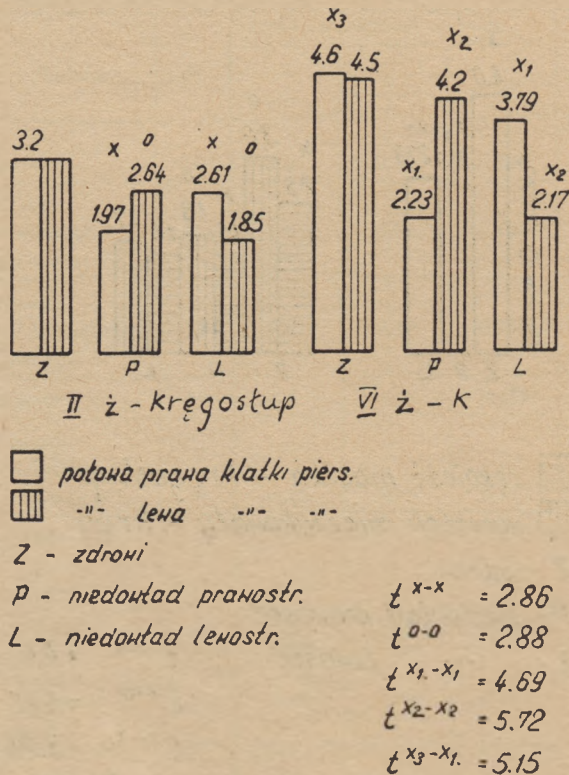 x₃
4.6 4.5
x₂
4.2
x₁
3.79
3.2
x o
2.64
1.97
x o
2.61
1.85
x₁.
2.23
x₂
2.17
Z P L Z P L
II ż - kręgosłup VI ż - k
połowa prawa klatki piers.
-"- lewa -"- -"-
Z - zdrowi
P - niedowład prawostr.
L - niedowład lewostr.
t x-x = 2.86
t o-o = 2.88
t x₁.-x₁ = 4.69
t x₂-x₂ = 5.72
t x₃-x₁. = 5.15